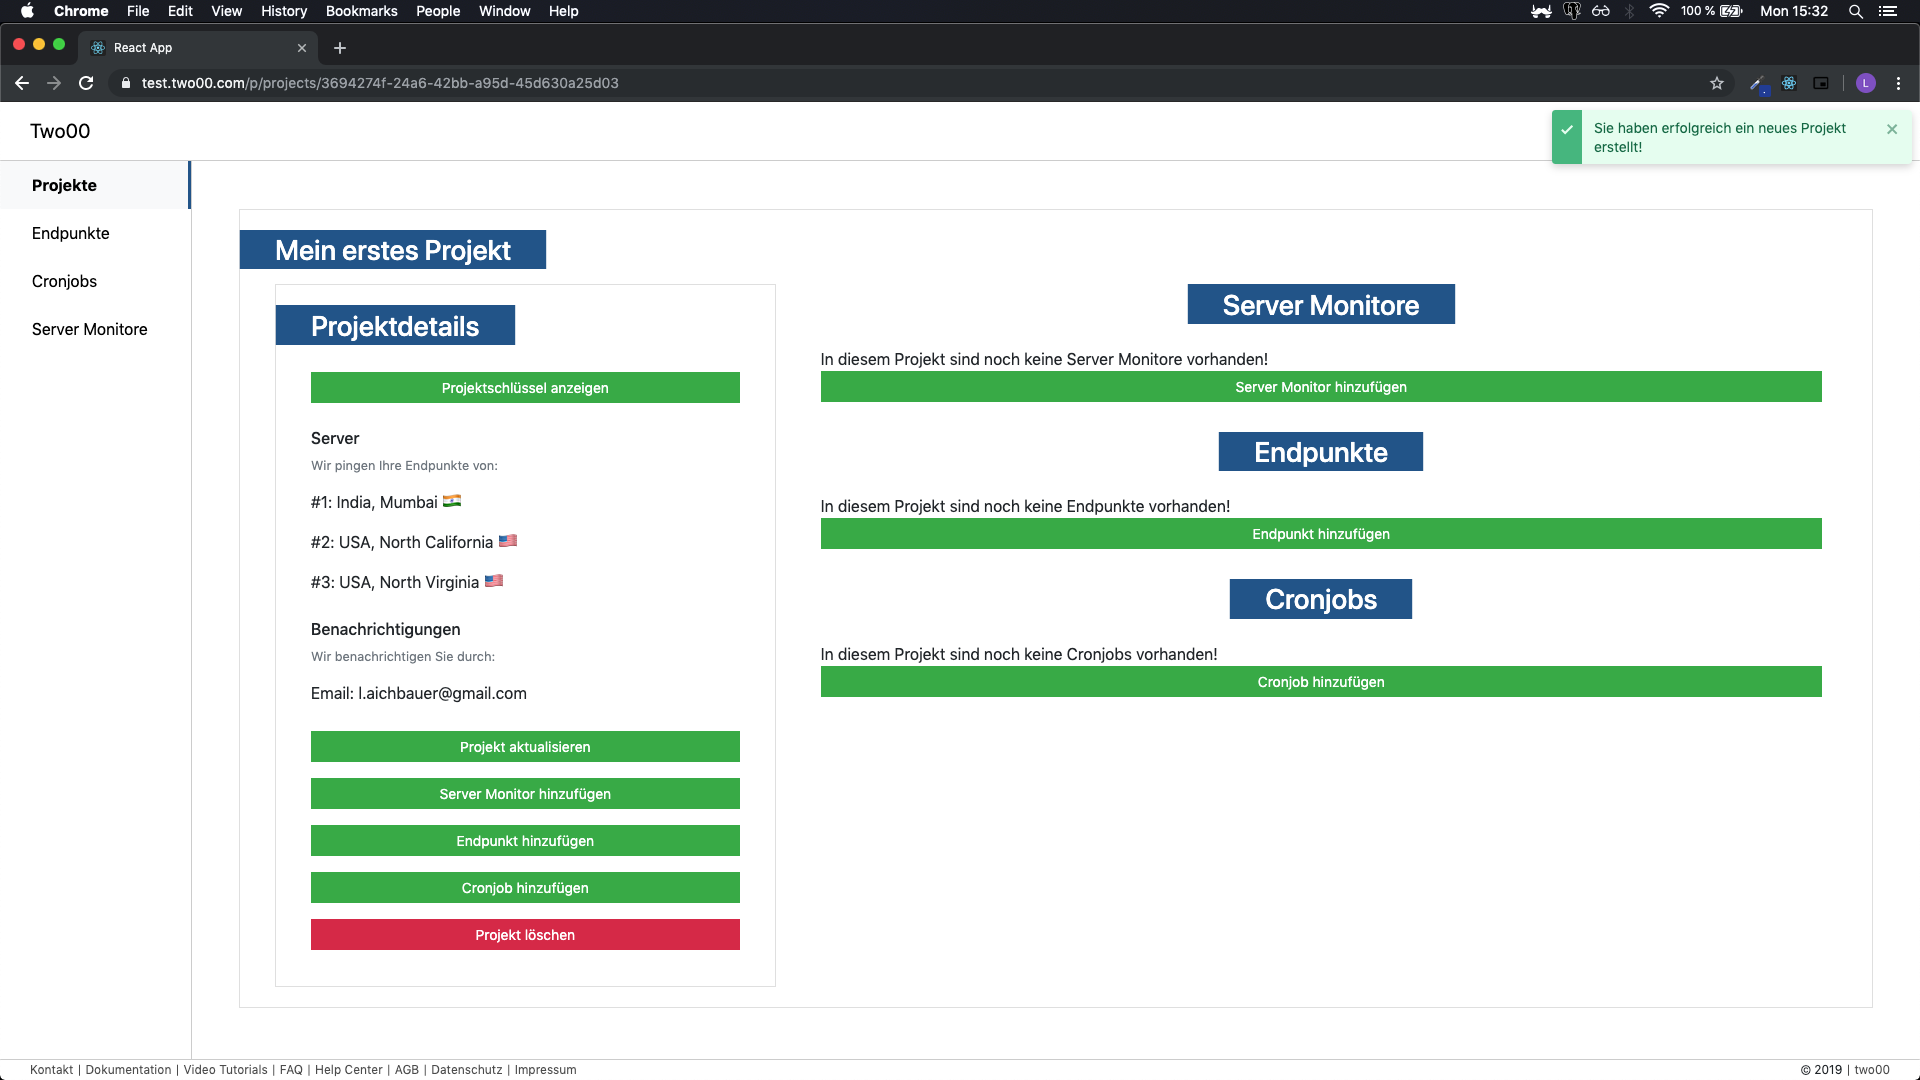 Chrome File Edit View History Bookmarks People Window Help 100 % Mon 15:32
React App
test.two00.com/p/projects/3694274f-24a6-42bb-a95d-45d630a25d03 L
Two00
Sie haben erfolgreich ein neues Projekt
erstellt!
Projekte
Endpunkte
Cronjobs
Server Monitore
Mein erstes Projekt
Projektdetails
Projektschlüssel anzeigen
Server
Wir pingen Ihre Endpunkte von:
#1: India, Mumbai 🇮🇳
#2: USA, North California 🇺🇸
#3: USA, North Virginia 🇺🇸
Benachrichtigungen
Wir benachrichtigen Sie durch:
Email: l.aichbauer@gmail.com
Projekt aktualisieren
Server Monitor hinzufügen
Endpunkt hinzufügen
Cronjob hinzufügen
Projekt löschen
Server Monitore
In diesem Projekt sind noch keine Server Monitore vorhanden!
Server Monitor hinzufügen
Endpunkte
In diesem Projekt sind noch keine Endpunkte vorhanden!
Endpunkt hinzufügen
Cronjobs
In diesem Projekt sind noch keine Cronjobs vorhanden!
Cronjob hinzufügen
Kontakt | Dokumentation | Video Tutorials | FAQ | Help Center | AGB | Datenschutz | Impressum
© 2019 | two00